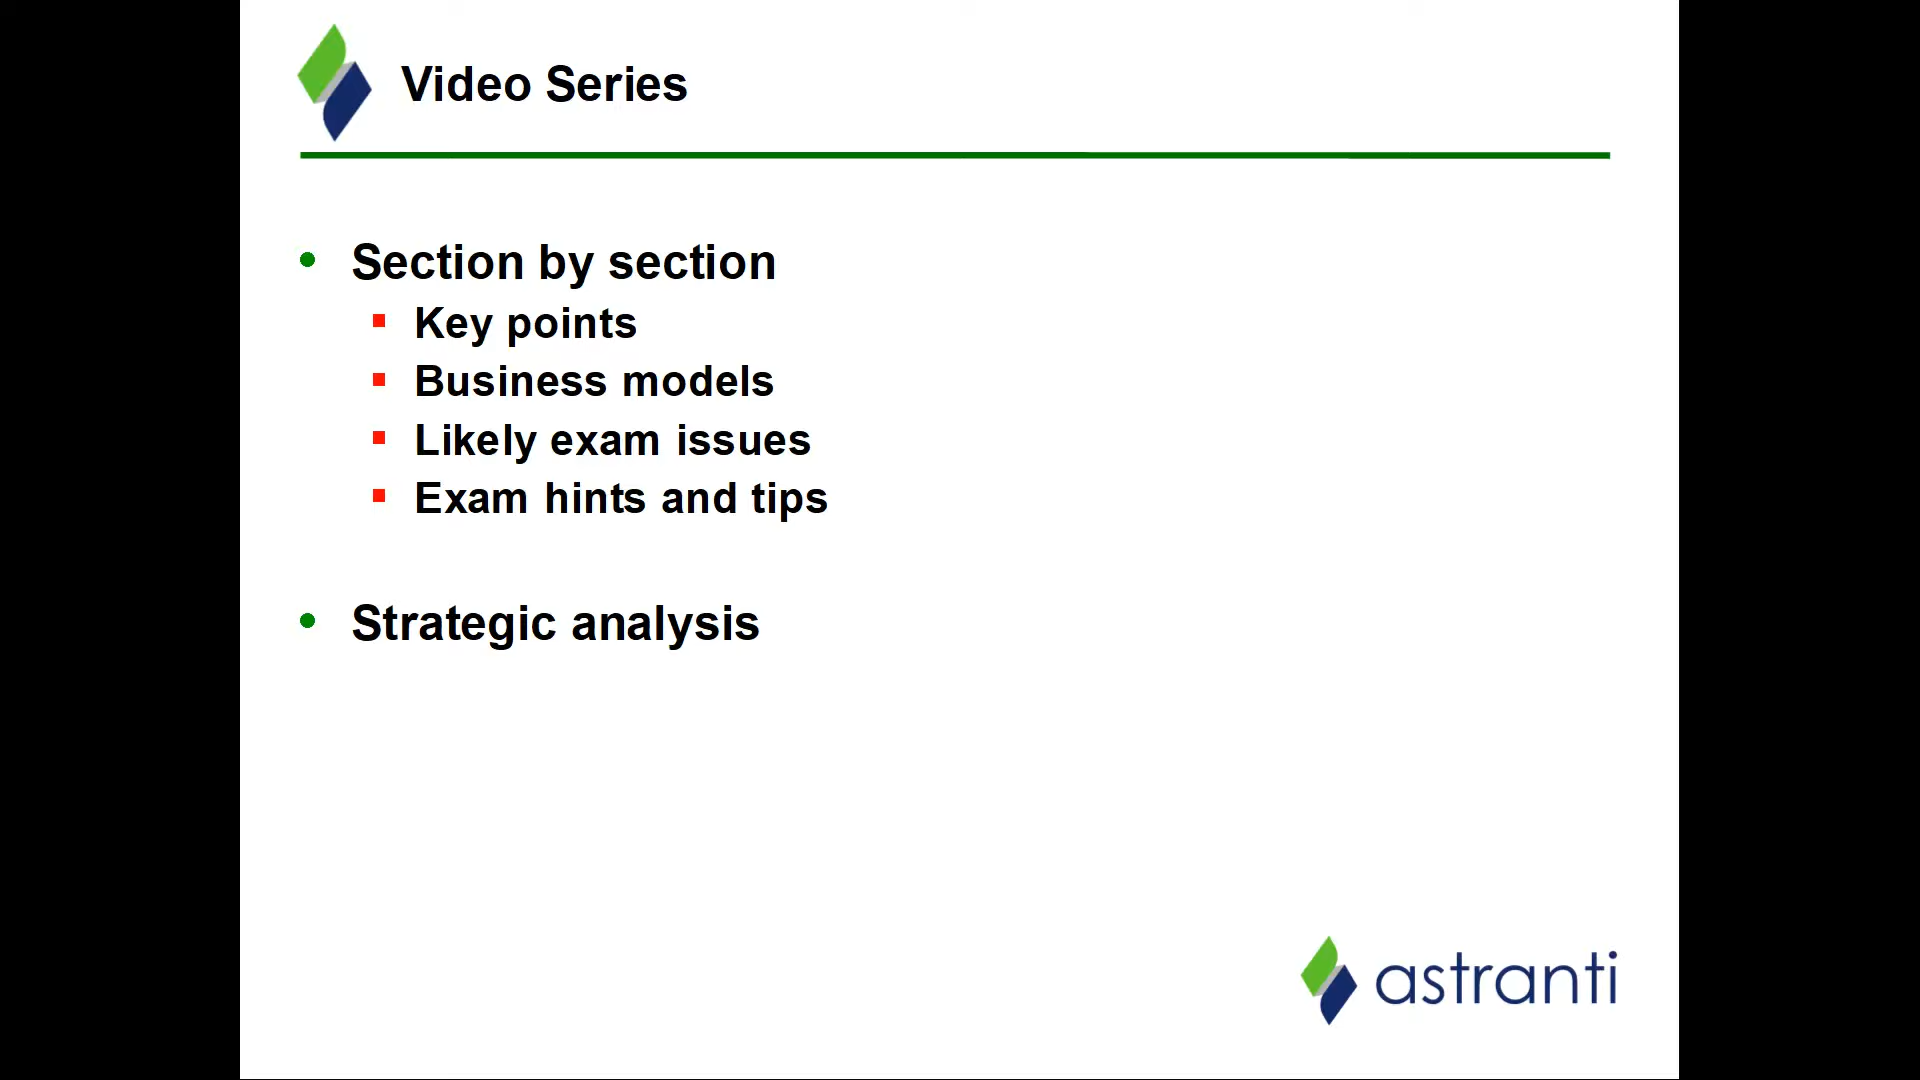 Video Series
Section by section
Key points
Business models
Likely exam issues
Exam hints and tips
Strategic analysis
astranti